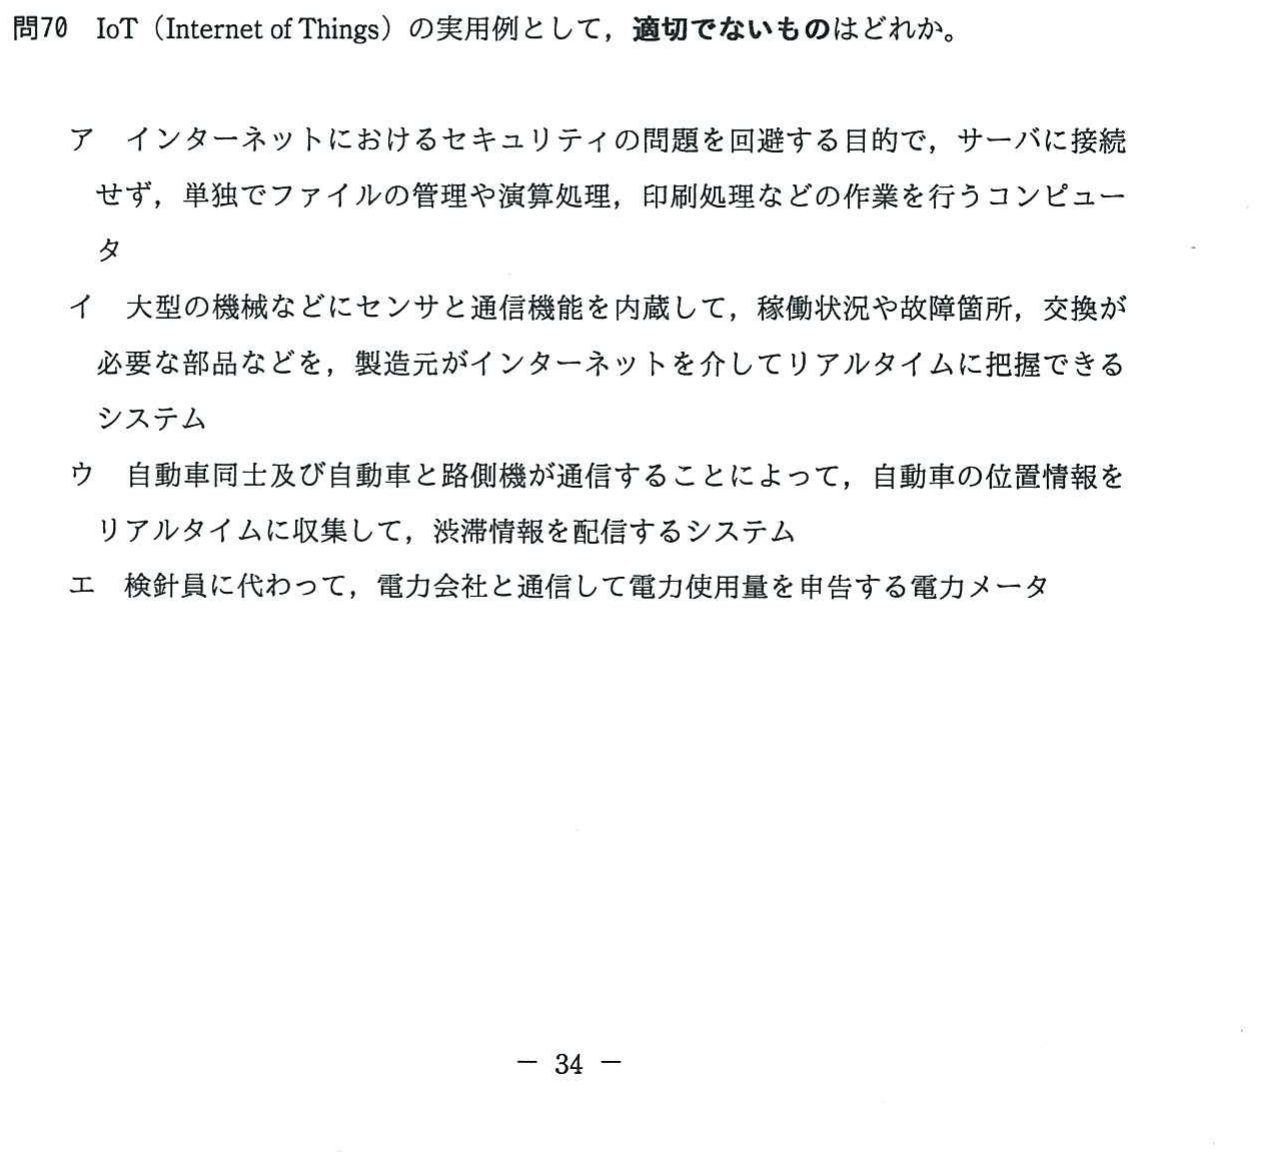 問70 IoT（Internet of Things）の実用例として，適切でないものはどれか。
ア インターネットにおけるセキュリティの問題を回避する目的で，サーバに接続
せず，単独でファイルの管理や演算処理，印刷処理などの作業を行うコンピュー
タ
イ 大型の機械などにセンサと通信機能を内蔵して，稼働状況や故障箇所，交換が
必要な部品などを，製造元がインターネットを介してリアルタイムに把握できる
システム
ウ 自動車同士及び自動車と路側機が通信することによって，自動車の位置情報を
リアルタイムに収集して，渋滞情報を配信するシステム
エ 検針員に代わって，電力会社と通信して電力使用量を申告する電力メータ
－ 34 －